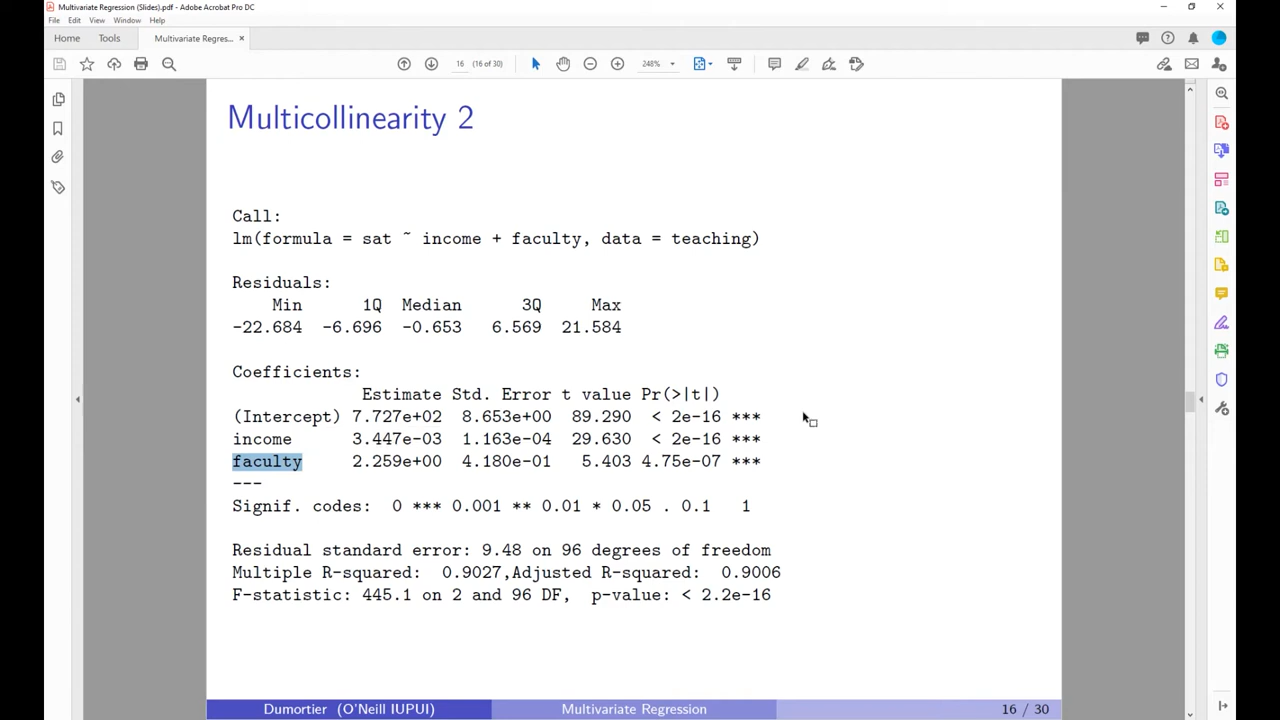 Multivariate Regression (Slides).pdf - Adobe Acrobat Pro DC
File Edit View Window Help
Home Tools Multivariate Regres... ×
16 (16 of 30) 248%
Multicollinearity 2
Call:
lm(formula = sat ~ income + faculty, data = teaching)
Residuals:
Min 1Q Median 3Q Max
-22.684 -6.696 -0.653 6.569 21.584
Coefficients:
Estimate Std. Error t value Pr(>|t|)
(Intercept) 7.727e+02 8.653e+00 89.290 < 2e-16 ***
income 3.447e-03 1.163e-04 29.630 < 2e-16 ***
faculty 2.259e+00 4.180e-01 5.403 4.75e-07 ***
---
Signif. codes: 0 *** 0.001 ** 0.01 * 0.05 . 0.1 1
Residual standard error: 9.48 on 96 degrees of freedom
Multiple R-squared: 0.9027,Adjusted R-squared: 0.9006
F-statistic: 445.1 on 2 and 96 DF, p-value: < 2.2e-16
Dumortier (O'Neill IUPUI) Multivariate Regression 16 / 30